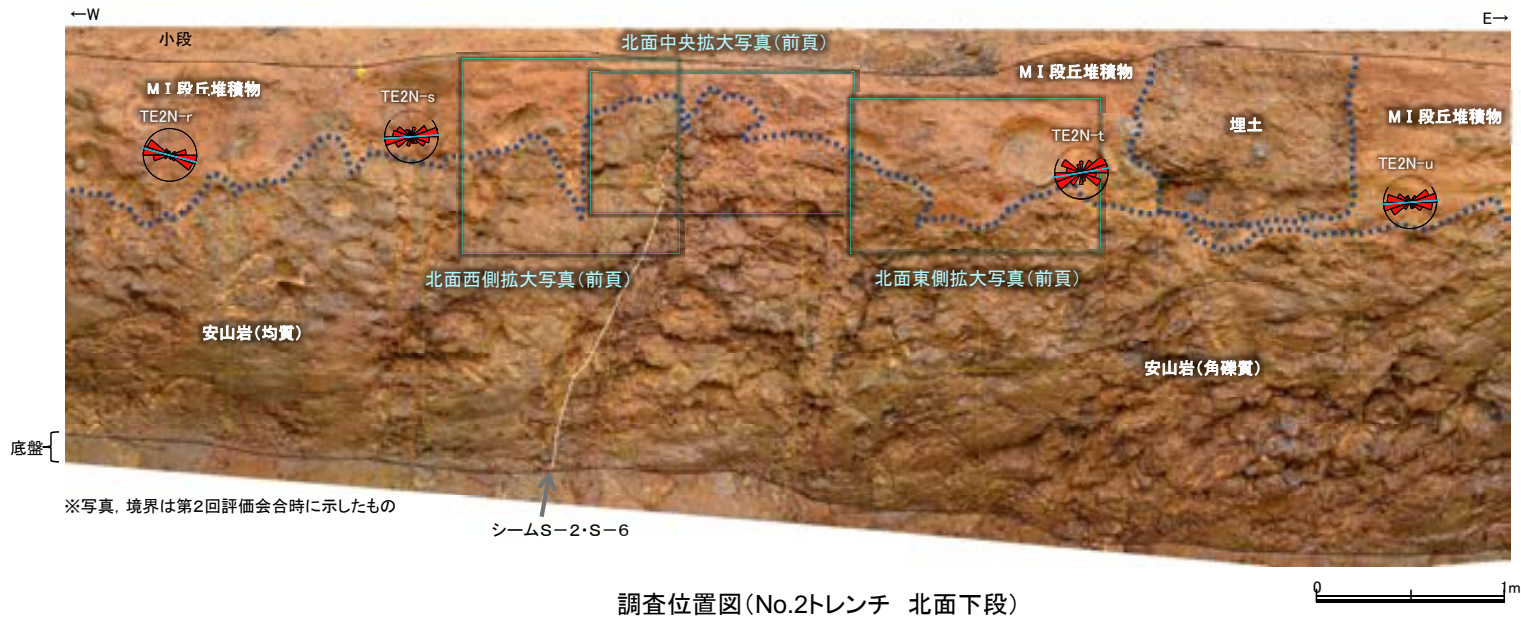 ←W
E→
小段
北面中央拡大写真(前頁)
MⅠ段丘堆積物
MⅠ段丘堆積物
TE2N-r
TE2N-s
埋土
MⅠ段丘堆積物
TE2N-t
TE2N-u
北面西側拡大写真(前頁)
北面東側拡大写真(前頁)
安山岩(均質)
安山岩(角礫質)
底盤
※写真，境界は第2回評価会合時に示したもの
シームS－2・S－6
調査位置図(No.2トレンチ 北面下段)
0 1m